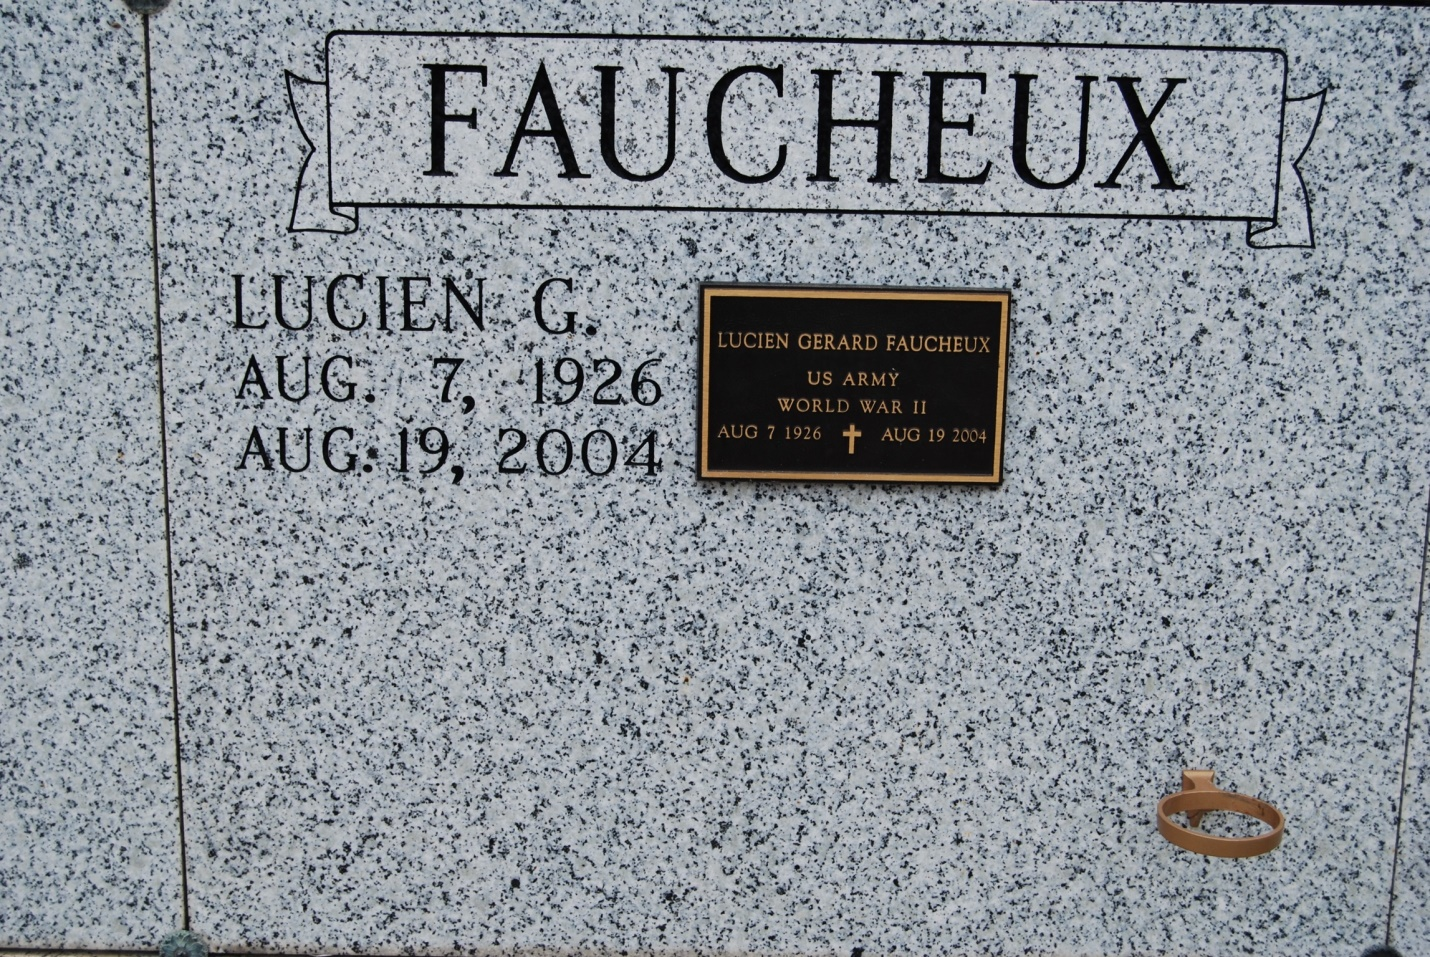 FAUCHEUX
LUCIEN G.
AUG. 7, 1926
AUG. 19, 2004
LUCIEN GERARD FAUCHEUX
US ARMY
WORLD WAR II
AUG 7 1926 ✝ AUG 19 2004